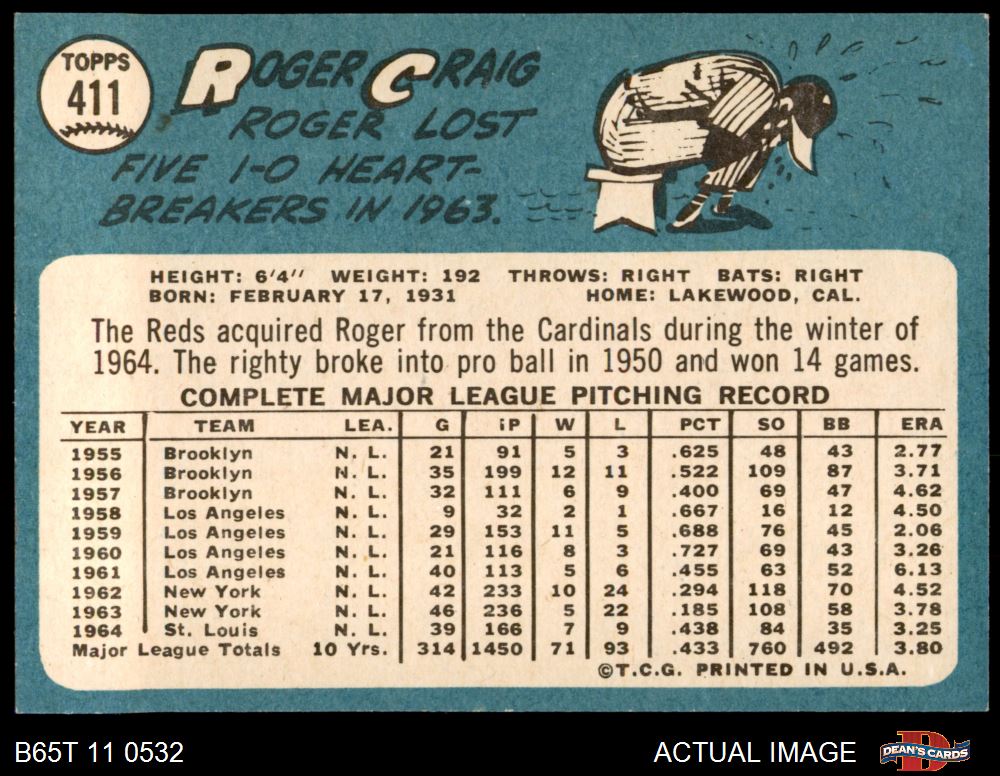 TOPPS
411
ROGER CRAIG
ROGER LOST
FIVE 1-0 HEART-
BREAKERS IN 1963.
HEIGHT: 6'4'' WEIGHT: 192 THROWS: RIGHT BATS: RIGHT
BORN: FEBRUARY 17, 1931 HOME: LAKEWOOD, CAL.
The Reds acquired Roger from the Cardinals during the winter of
1964. The righty broke into pro ball in 1950 and won 14 games.
COMPLETE MAJOR LEAGUE PITCHING RECORD
YEAR TEAM LEA. G IP W L PCT SO BB ERA
1955 Brooklyn N. L. 21 91 5 3 .625 48 43 2.77
1956 Brooklyn N. L. 35 199 12 11 .522 109 87 3.71
1957 Brooklyn N. L. 32 111 6 9 .400 69 47 4.62
1958 Los Angeles N. L. 9 32 2 1 .667 16 12 4.50
1959 Los Angeles N. L. 29 153 11 5 .688 76 45 2.06
1960 Los Angeles N. L. 21 116 8 3 .727 69 43 3.26
1961 Los Angeles N. L. 40 113 5 6 .455 63 52 6.13
1962 New York N. L. 42 233 10 24 .294 118 70 4.52
1963 New York N. L. 46 236 5 22 .185 108 58 3.78
1964 St. Louis N. L. 39 166 7 9 .438 84 35 3.25
Major League Totals 10 Yrs. 314 1450 71 93 .433 760 492 3.80
©T.C.G. PRINTED IN U.S.A.
B65T 11 0532 ACTUAL IMAGE DEAN'S CARDS